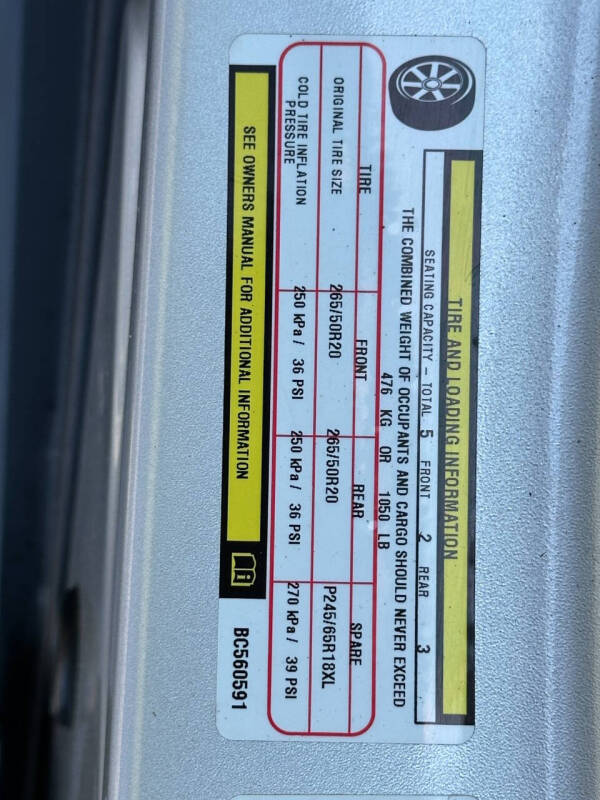 TIRE AND LOADING INFORMATION
SEATING CAPACITY – TOTAL 5 FRONT 2 REAR 3
THE COMBINED WEIGHT OF OCCUPANTS AND CARGO SHOULD NEVER EXCEED
476 KG OR 1050 LB
TIRE FRONT REAR SPARE
ORIGINAL TIRE SIZE 265/50R20 265/50R20 P245/65R18XL
COLD TIRE INFLATION
PRESSURE 250 kPa / 36 PSI 250 kPa / 36 PSI 270 kPa / 39 PSI
SEE OWNERS MANUAL FOR ADDITIONAL INFORMATION
BC560591